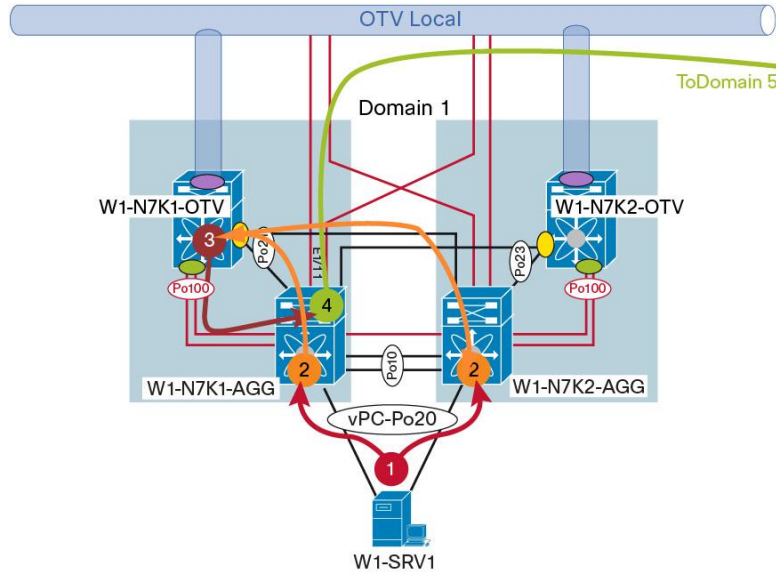 OTV Local
ToDomain 5
Domain 1
W1-N7K1-OTV
W1-N7K2-OTV
3
E1/11
Po23
Po100
Po100
4
2
Po10
2
W1-N7K1-AGG
W1-N7K2-AGG
vPC-Po20
1
W1-SRV1